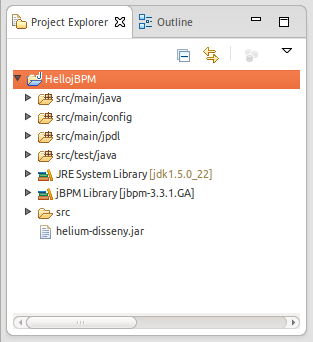 Project Explorer Outline
HellojBPM
src/main/java
src/main/config
src/main/jpdl
src/test/java
JRE System Library [jdk1.5.0_22]
jBPM Library [jbpm-3.3.1.GA]
src
helium-disseny.jar